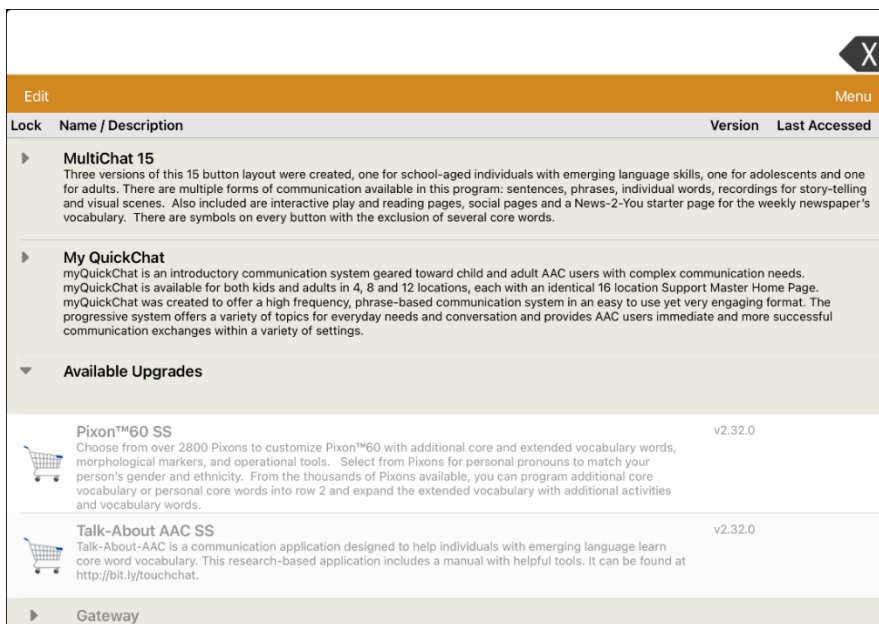 X
Edit
Menu
Lock Name / Description Version Last Accessed
MultiChat 15
Three versions of this 15 button layout were created, one for school-aged individuals with emerging language skills, one for adolescents and one
for adults. There are multiple forms of communication available in this program: sentences, phrases, individual words, recordings for story-telling
and visual scenes. Also included are interactive play and reading pages, social pages and a News-2-You starter page for the weekly newspaper's
vocabulary. There are symbols on every button with the exclusion of several core words.
My QuickChat
myQuickChat is an introductory communication system geared toward child and adult AAC users with complex communication needs.
myQuickChat is available for both kids and adults in 4, 8 and 12 locations, each with an identical 16 location Support Master Home Page.
myQuickChat was created to offer a high frequency, phrase-based communication system in an easy to use yet very engaging format. The
progressive system offers a variety of topics for everyday needs and conversation and provides AAC users immediate and more successful
communication exchanges within a variety of settings.
Available Upgrades
Pixon™60 SS v2.32.0
Choose from over 2800 Pixons to customize Pixon™60 with additional core and extended vocabulary words,
morphological markers, and operational tools. Select from Pixons for personal pronouns to match your
person's gender and ethnicity. From the thousands of Pixons available, you can program additional core
vocabulary or personal core words into row 2 and expand the extended vocabulary with additional activities
and vocabulary words.
Talk-About AAC SS v2.32.0
Talk-About-AAC is a communication application designed to help individuals with emerging language learn
core word vocabulary. This research-based application includes a manual with helpful tools. It can be found at
http://bit.ly/touchchat.
Gateway